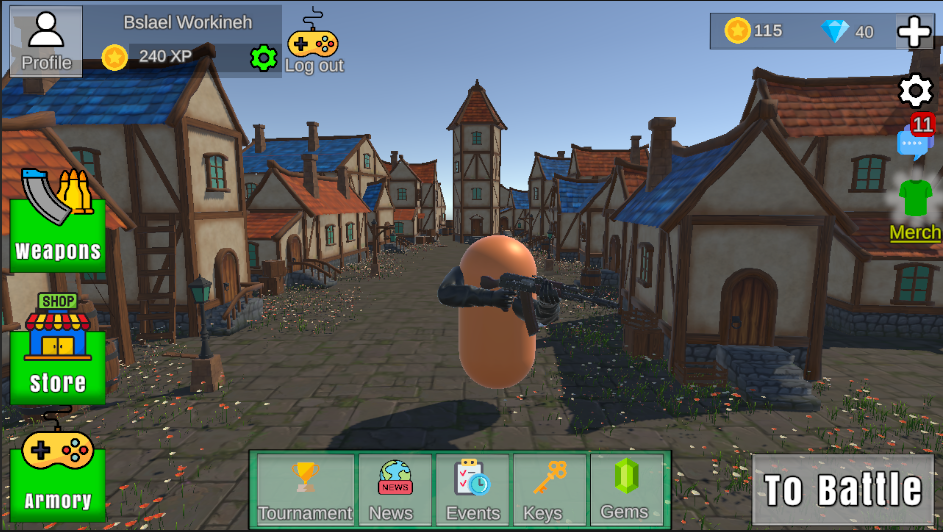 Bslael Workineh
240 XP
Profile
Log out
115
40
11
Merch
Weapons
SHOP
Store
Armory
NEWS
Tournament
News
Events
Keys
Gems
To Battle